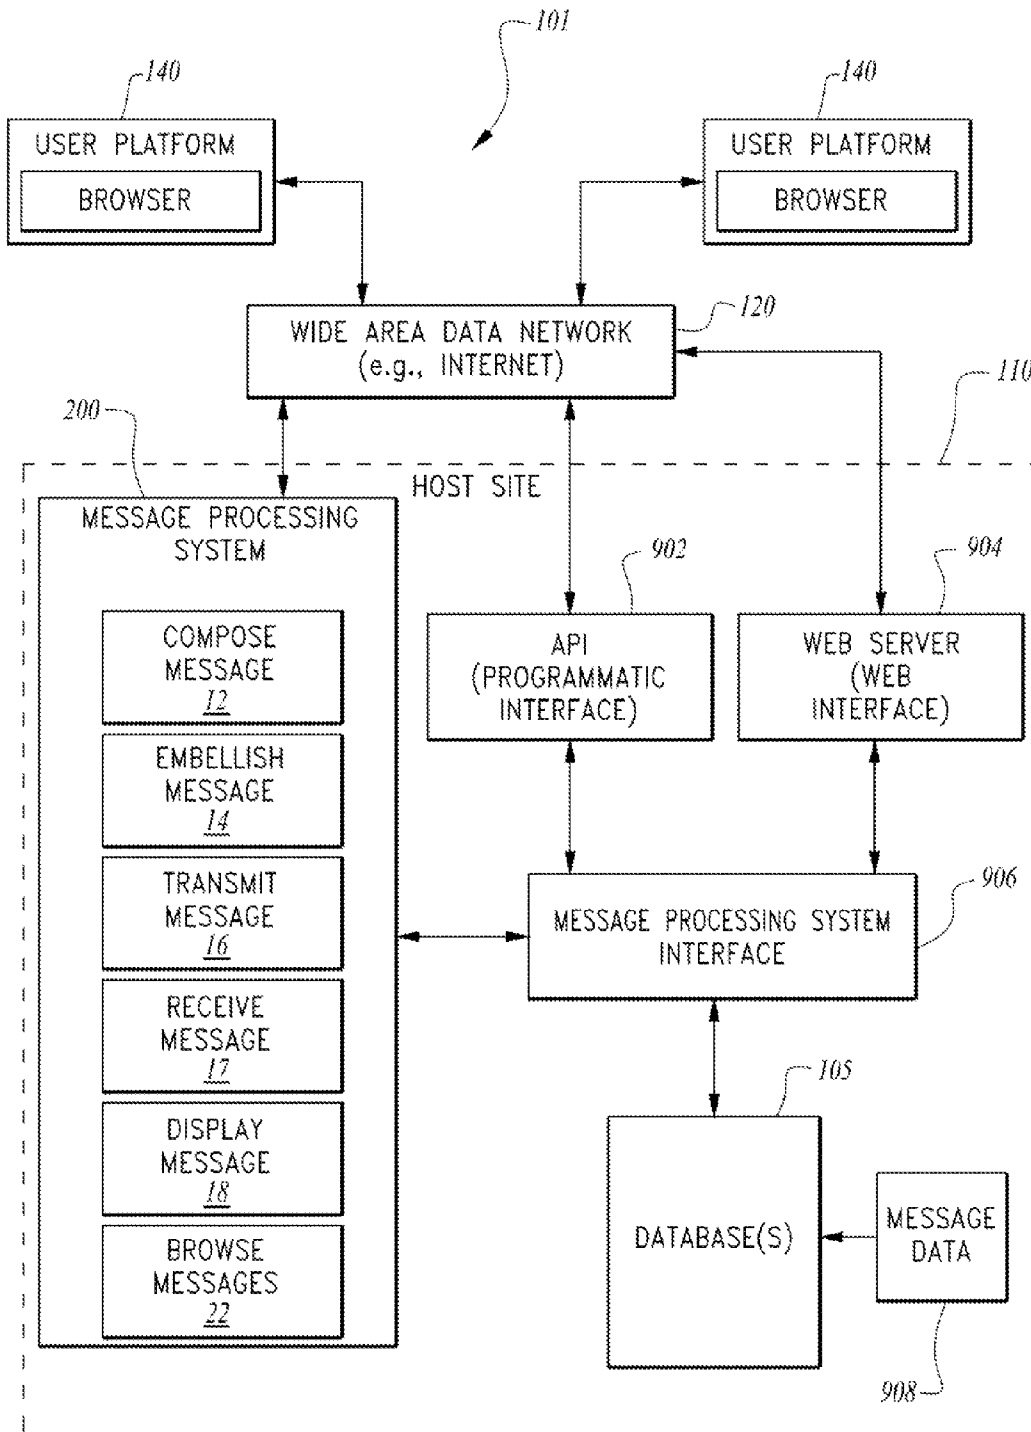 101
140
140
USER PLATFORM
BROWSER
USER PLATFORM
BROWSER
120
WIDE AREA DATA NETWORK
(e.g., INTERNET)
110
200
HOST SITE
MESSAGE PROCESSING
SYSTEM
COMPOSE
MESSAGE
12
EMBELLISH
MESSAGE
14
TRANSMIT
MESSAGE
16
RECEIVE
MESSAGE
17
DISPLAY
MESSAGE
18
BROWSE
MESSAGES
22
902
API
(PROGRAMMATIC
INTERFACE)
904
WEB SERVER
(WEB
INTERFACE)
906
MESSAGE PROCESSING SYSTEM
INTERFACE
105
DATABASE(S)
MESSAGE
DATA
908